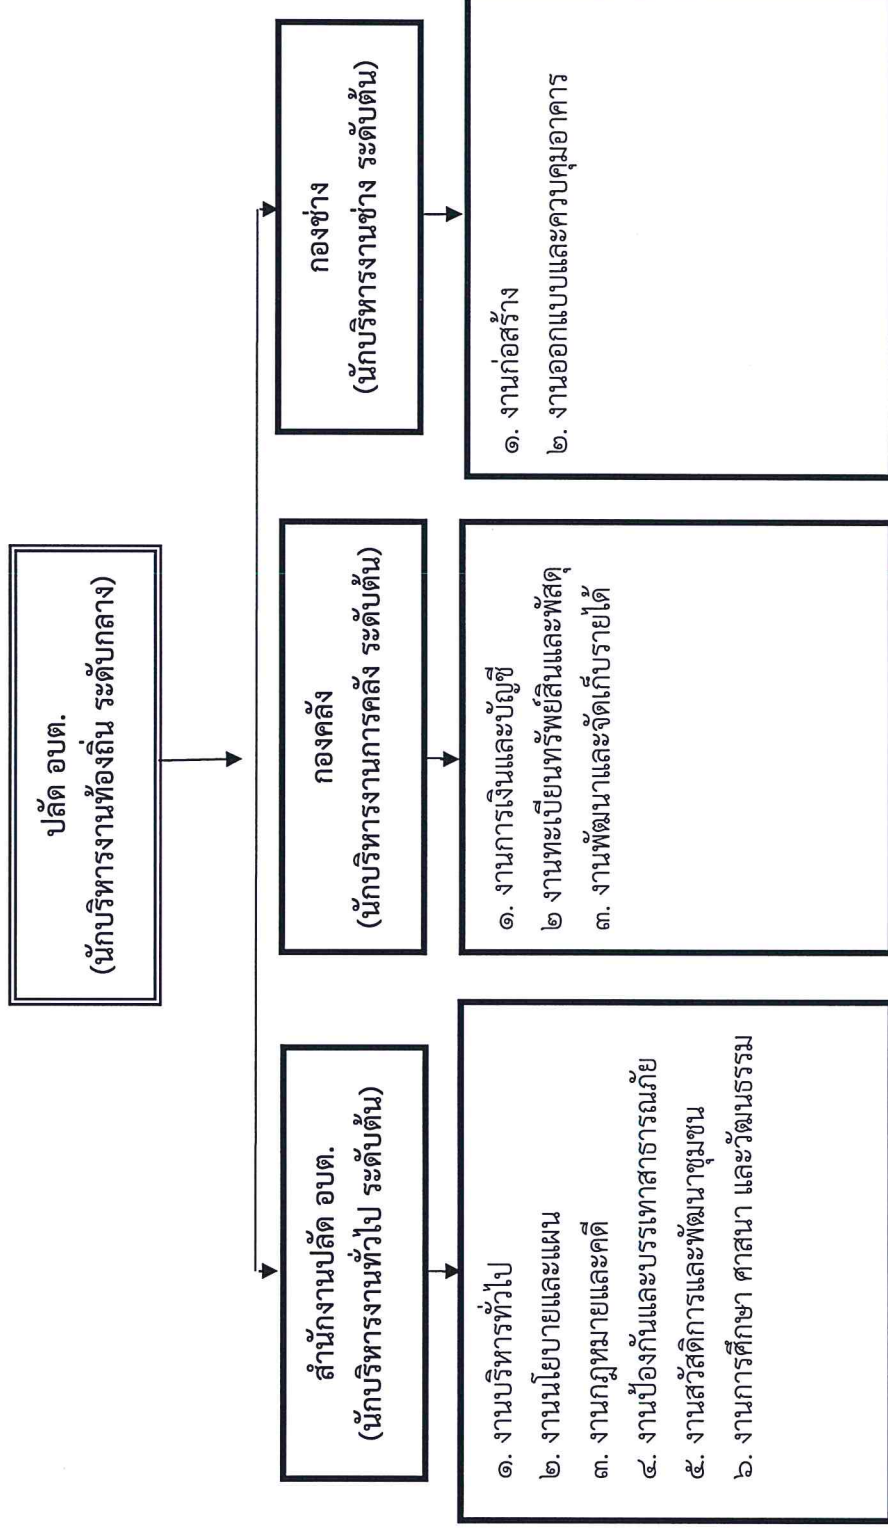 ปลัด อบต.
(นักบริหารงานท้องถิ่น ระดับกลาง)
สำนักงานปลัด อบต.
(นักบริหารงานทั่วไป ระดับต้น)
๑. งานบริหารทั่วไป
๒. งานนโยบายและแผน
๓. งานกฎหมายและคดี
๔. งานป้องกันและบรรเทาสาธารณภัย
๕. งานสวัสดิการและพัฒนาชุมชน
๖. งานการศึกษา ศาสนา และวัฒนธรรม
กองคลัง
(นักบริหารงานการคลัง ระดับต้น)
๑. งานการเงินและบัญชี
๒ งานทะเบียนทรัพย์สินและพัสดุ
๓. งานพัฒนาและจัดเก็บรายได้
กองช่าง
(นักบริหารงานช่าง ระดับต้น)
๑. งานก่อสร้าง
๒. งานออกแบบและควบคุมอาคาร